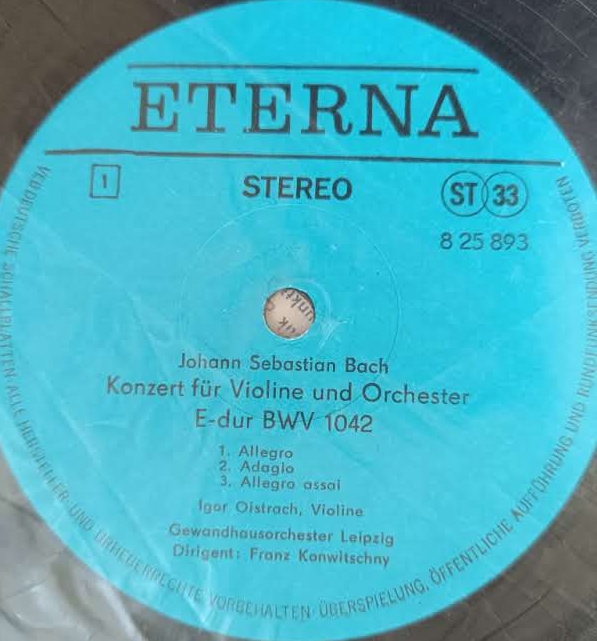 ETERNA
1
STEREO
ST 33
8 25 893
Johann Sebastian Bach
Konzert für Violine und Orchester
E-dur BWV 1042
1. Allegro
2. Adagio
3. Allegro assai
Igor Oistrach, Violine
Gewandhausorchester Leipzig
Dirigent: Franz Konwitschny
VEB DEUTSCHE SCHALLPLATTEN · ALLE HERSTELLER- UND URHEBERRECHTE VORBEHALTEN · ÜBERSPIELUNG, ÖFFENTLICHE AUFFÜHRUNG UND RUNDFUNKSENDUNG VERBOTEN